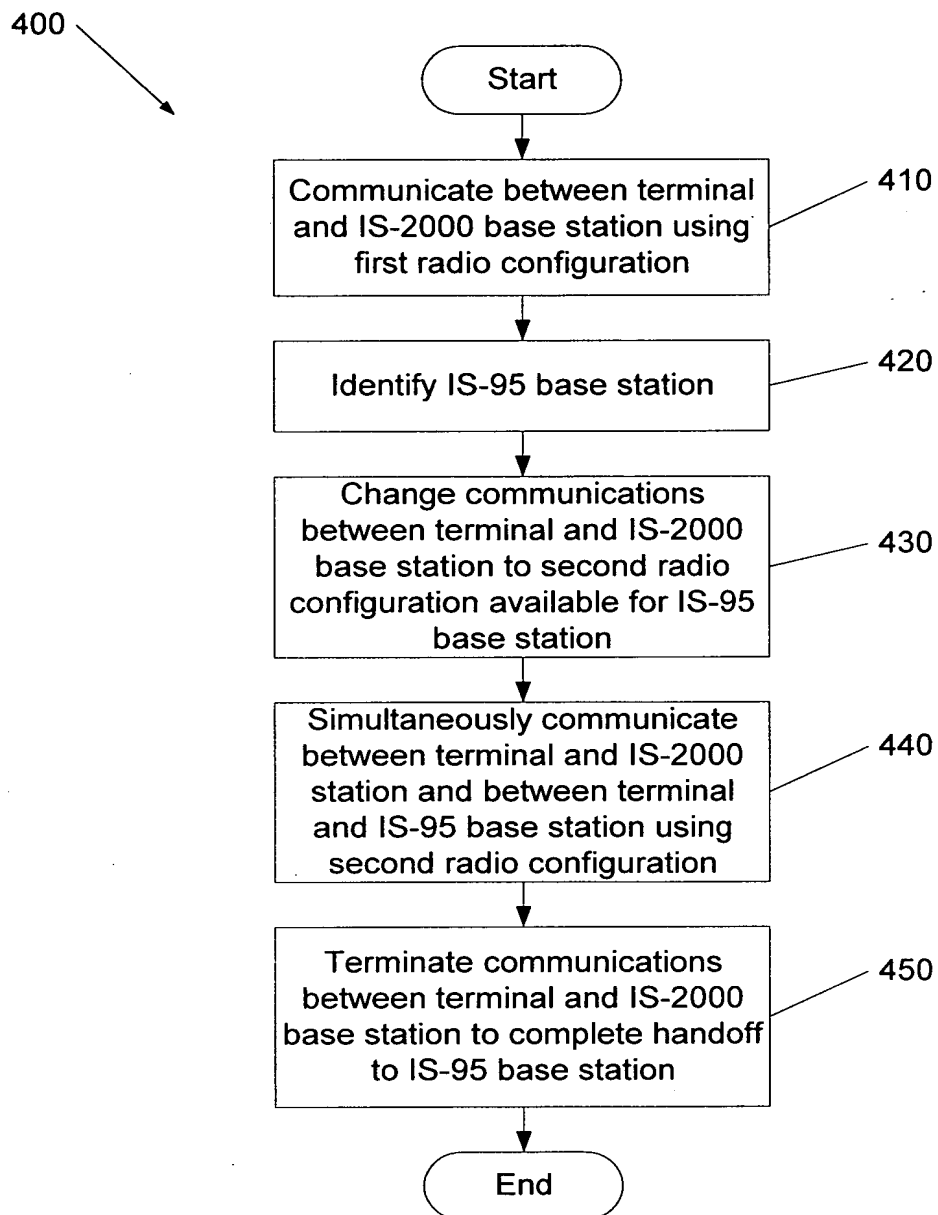 400
Start
Communicate between terminal
and IS-2000 base station using
first radio configuration
410
Identify IS-95 base station
420
Change communications
between terminal and IS-2000
base station to second radio
configuration available for IS-95
base station
430
Simultaneously communicate
between terminal and IS-2000
station and between terminal
and IS-95 base station using
second radio configuration
440
Terminate communications
between terminal and IS-2000
base station to complete handoff
to IS-95 base station
450
End